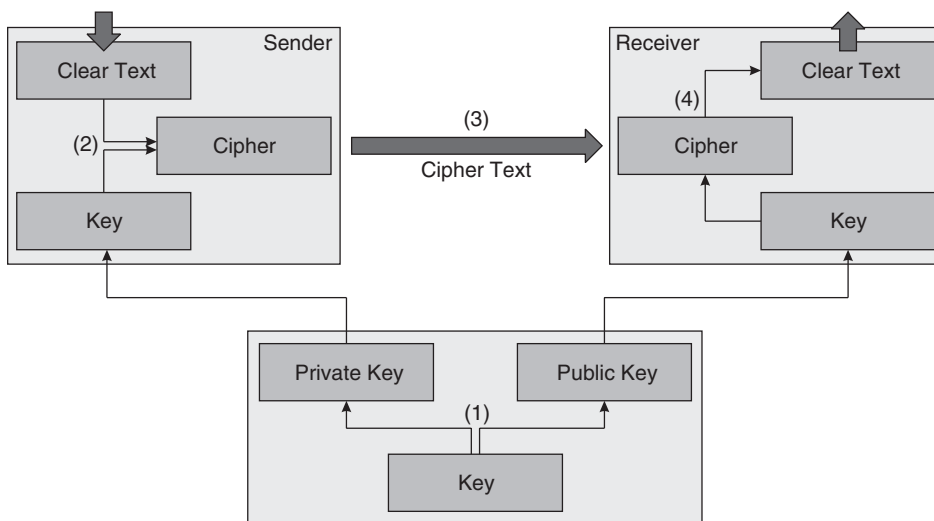 Sender
Clear Text
(2)
Cipher
Key
(3)
Cipher Text
Receiver
Clear Text
(4)
Cipher
Key
Private Key
Public Key
(1)
Key